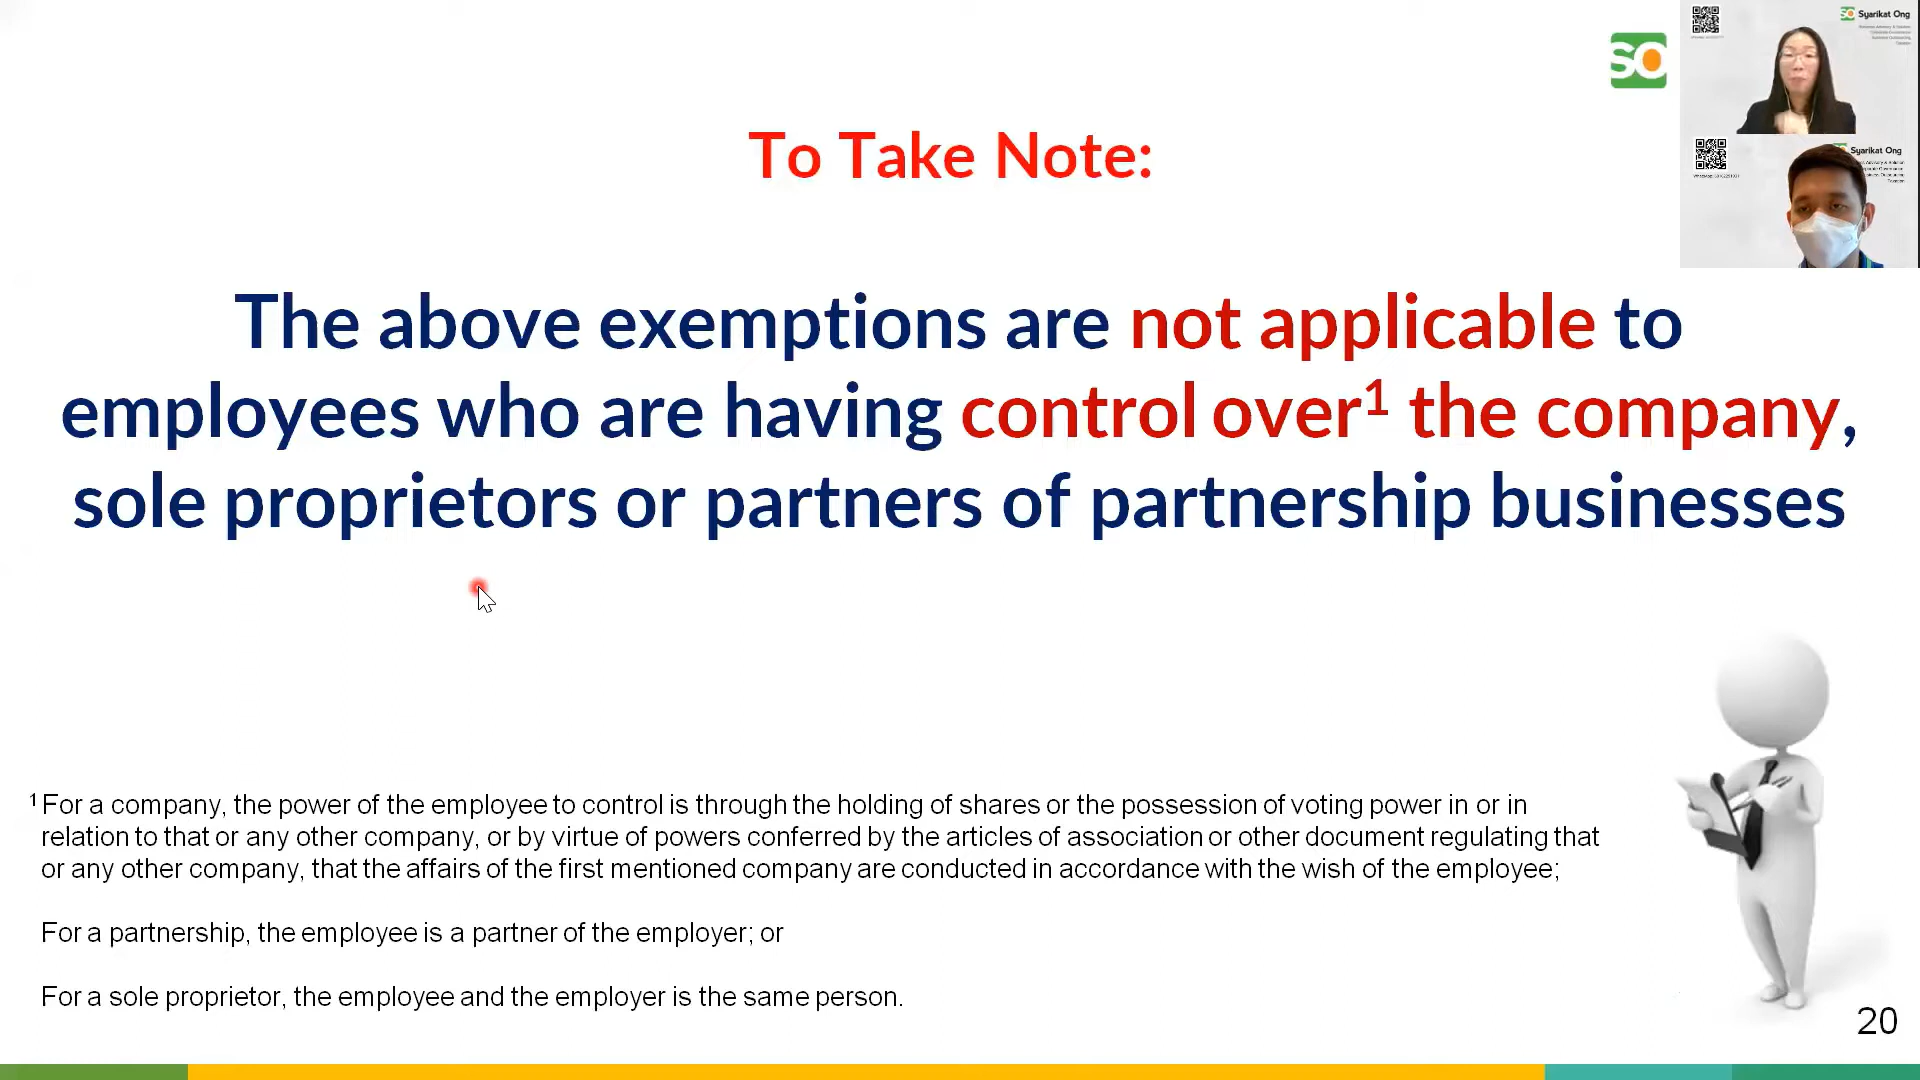 SO
Syarikat Ong
Syarikat Ong
To Take Note:
The above exemptions are not applicable to
employees who are having control over¹ the company,
sole proprietors or partners of partnership businesses
¹ For a company, the power of the employee to control is through the holding of shares or the possession of voting power in or in
relation to that or any other company, or by virtue of powers conferred by the articles of association or other document regulating that
or any other company, that the affairs of the first mentioned company are conducted in accordance with the wish of the employee;
For a partnership, the employee is a partner of the employer; or
For a sole proprietor, the employee and the employer is the same person.
20